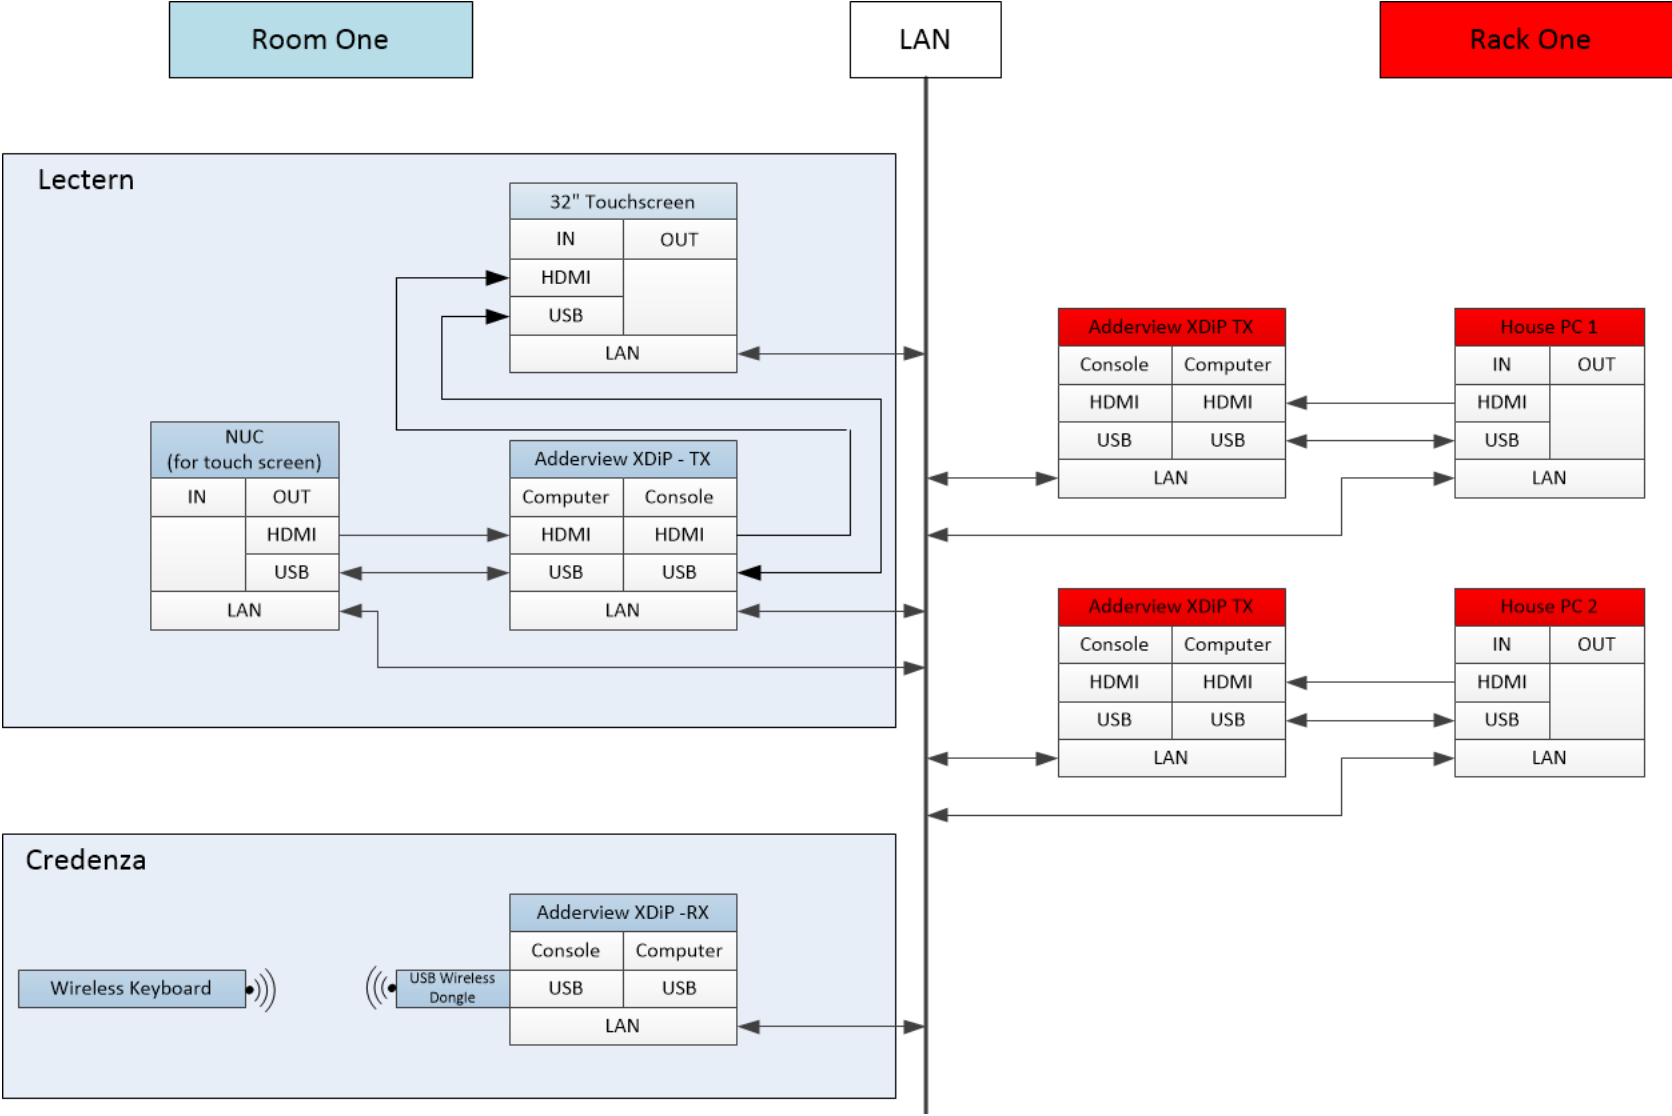 Room One
LAN
Rack One
Lectern
32" Touchscreen
IN OUT
HDMI
USB
LAN
NUC
(for touch screen)
IN OUT
HDMI
USB
LAN
Adderview XDiP - TX
Computer Console
HDMI HDMI
USB USB
LAN
Adderview XDiP TX
Console Computer
HDMI HDMI
USB USB
LAN
House PC 1
IN OUT
HDMI
USB
LAN
Adderview XDiP TX
Console Computer
HDMI HDMI
USB USB
LAN
House PC 2
IN OUT
HDMI
USB
LAN
Credenza
Wireless Keyboard
USB Wireless
Dongle
Adderview XDiP -RX
Console Computer
USB USB
LAN